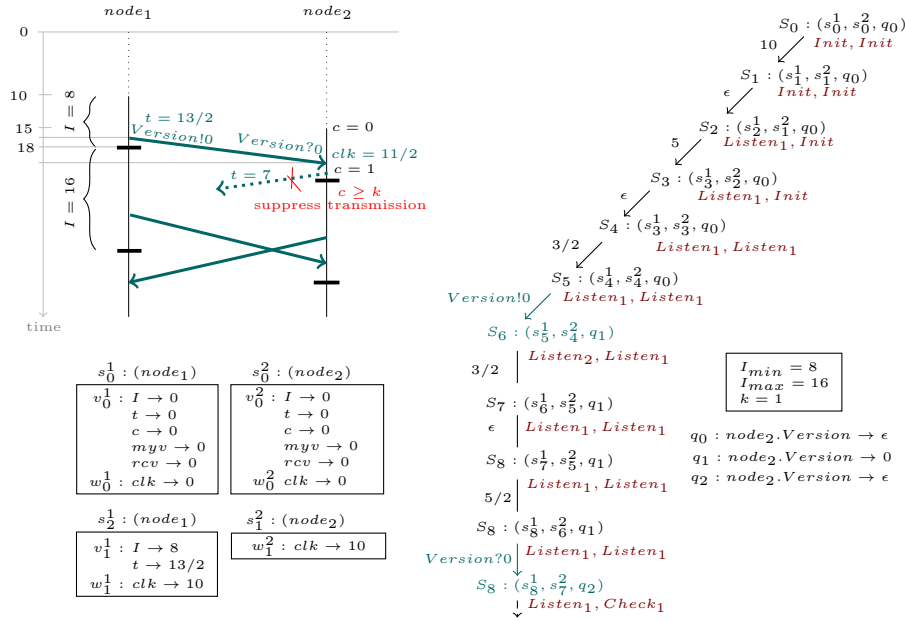 node₁ node₂
0
10
15
18
time
I = 8
I = 16
t = 13/2
Version!0
Version?0
c = 0
clk = 11/2
c = 1
t = 7
c ≥ k
suppress transmission
S₀ : (s₀¹, s₀², q₀)
Init, Init
10
S₁ : (s₁¹, s₁², q₀)
Init, Init
ϵ
S₂ : (s₂¹, s₁², q₀)
Listen₁, Init
5
S₃ : (s₃¹, s₂², q₀)
Listen₁, Init
ϵ
S₄ : (s₃¹, s₃², q₀)
Listen₁, Listen₁
3/2
S₅ : (s₄¹, s₄², q₀)
Listen₁, Listen₁
Version!0
S₆ : (s₅¹, s₄², q₁)
Listen₂, Listen₁
3/2
S₇ : (s₆¹, s₅², q₁)
Listen₁, Listen₁
ϵ
S₈ : (s₇¹, s₅², q₁)
Listen₁, Listen₁
5/2
S₈ : (s₈¹, s₆², q₁)
Listen₁, Listen₁
Version?0
S₈ : (s₈¹, s₇², q₂)
Listen₁, Check₁
s₀¹ : (node₁)
v₀¹ : I → 0
t → 0
c → 0
myv → 0
rcv → 0
w₀¹ : clk → 0
s₀² : (node₂)
v₀² : I → 0
t → 0
c → 0
myv → 0
rcv → 0
w₀² clk → 0
s₂¹ : (node₁)
v₁¹ : I → 8
t → 13/2
w₁¹ : clk → 10
s₁² : (node₂)
w₁² : clk → 10
I_min = 8
I_max = 16
k = 1
q₀ : node₂.Version → ϵ
q₁ : node₂.Version → 0
q₂ : node₂.Version → ϵ